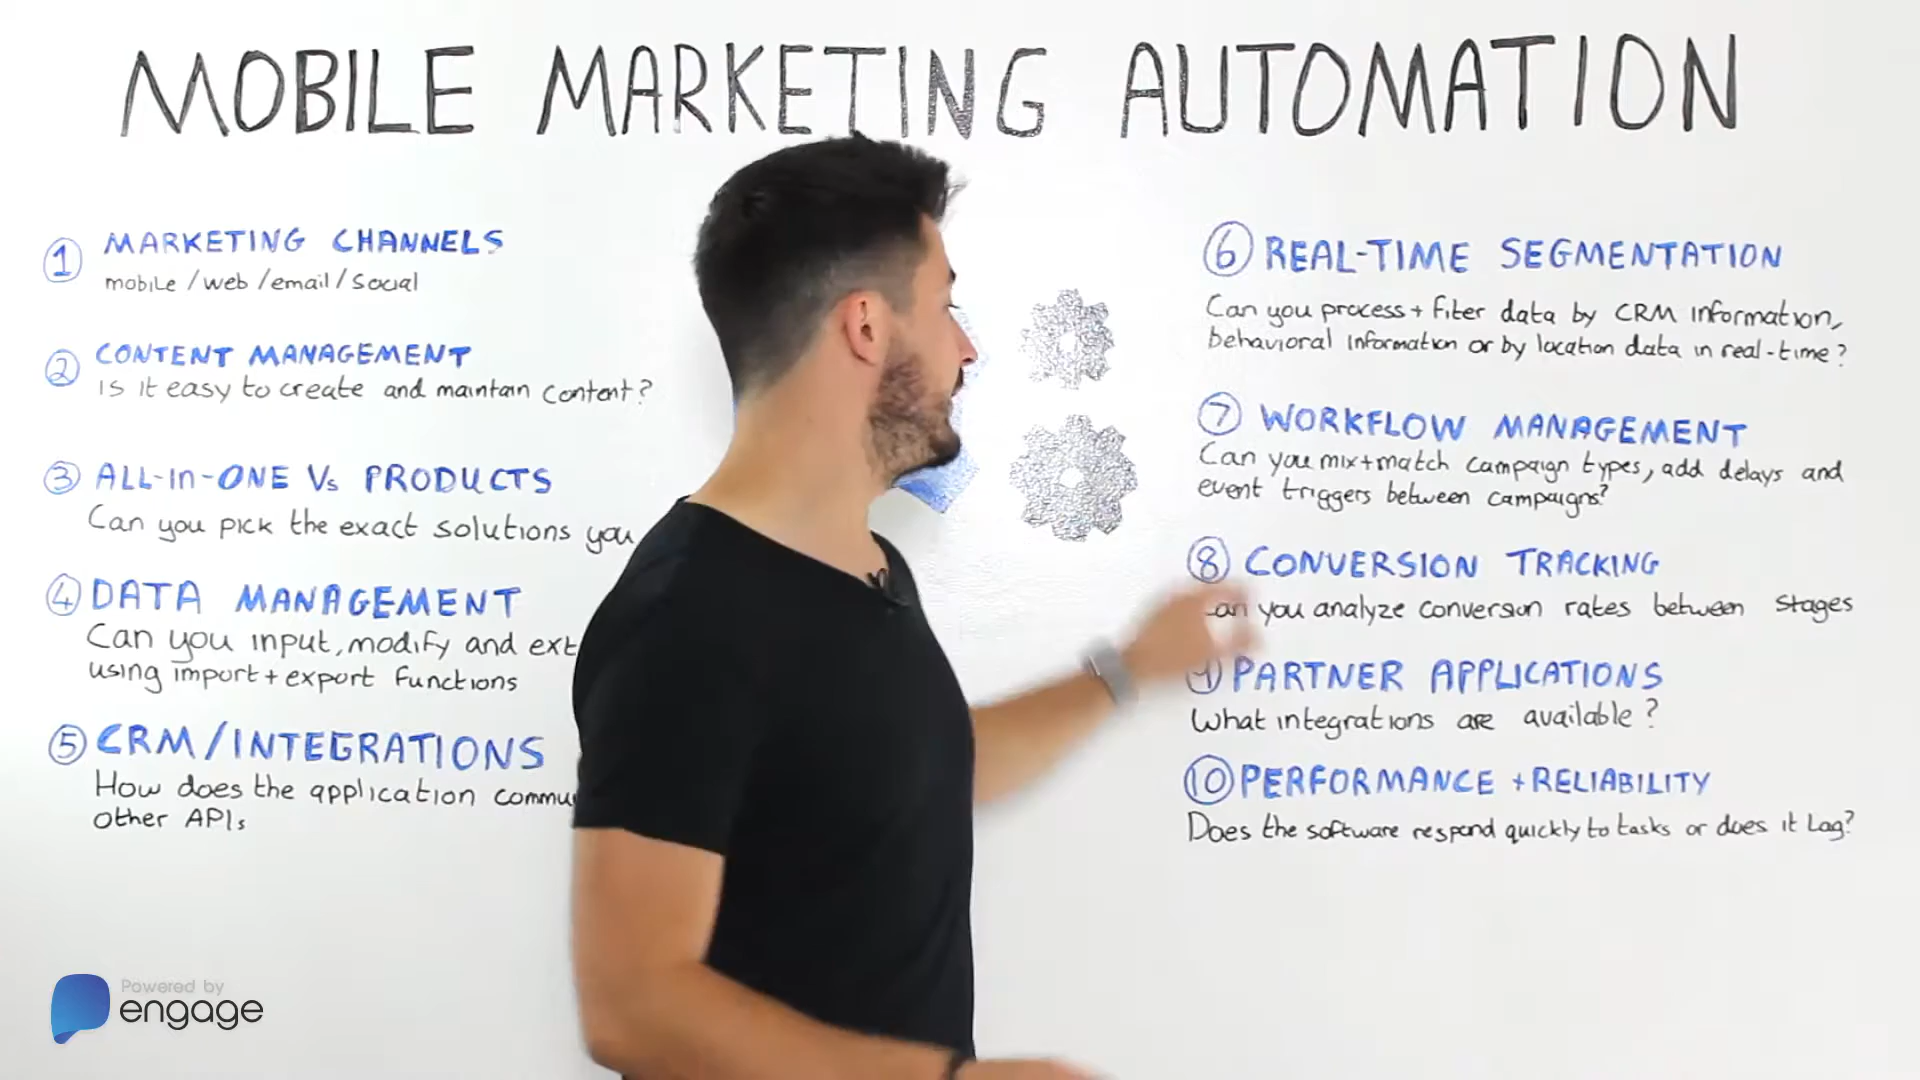 MOBILE MARKETING AUTOMATION
1 MARKETING CHANNELS
mobile/web/email/social
2 CONTENT MANAGEMENT
Is it easy to create and maintain content?
3 ALL-in-ONE Vs PRODUCTS
Can you pick the exact solutions you
4 DATA MANAGEMENT
Can you input, modify and
using import + export functions
5 CRM/INTEGRATIONS
How does the application
other APIs
6 REAL-TIME SEGMENTATION
Can you process + filter data by CRM information,
behavioral information or by location data in real-time?
7 WORKFLOW MANAGEMENT
Can you mix+match campaign types, add delays and
event triggers between campaigns?
8 CONVERSION TRACKING
you analyze conversion rates between stages
PARTNER APPLICATIONS
What integrations are available?
10 PERFORMANCE + RELIABILITY
Does the software respond quickly to tasks or does it lag?
Powered by
engage